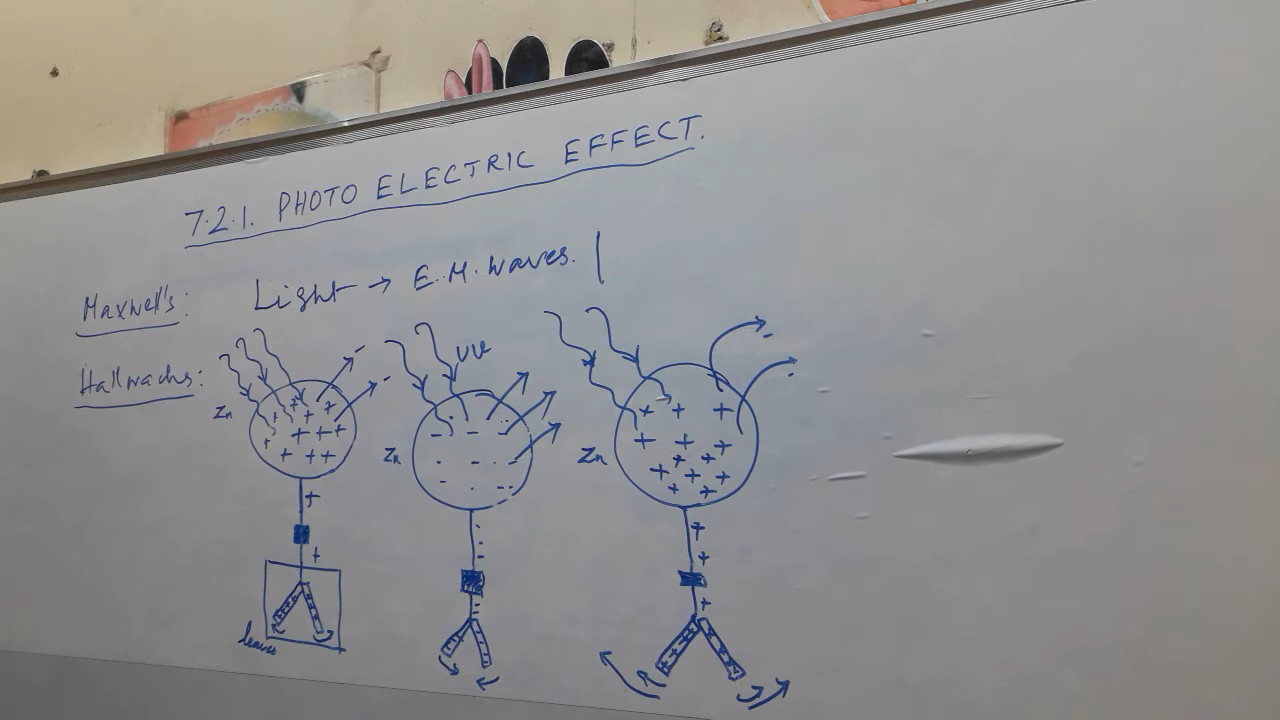 7.2.1. PHOTO ELECTRIC EFFECT.
Maxwell's: Light → E.M. Waves.
Hallwachs:
UV
Zn
Zn
Zn
leaves